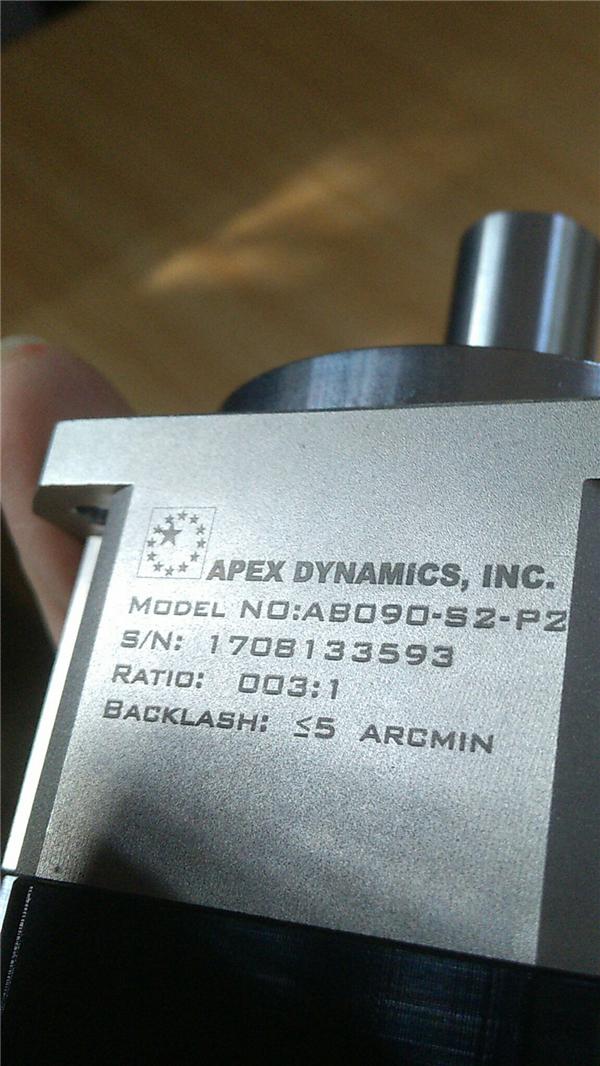 APEX DYNAMICS, INC.
MODEL NO:AB090-S2-P2
S/N: 1708133593
RATIO: 003:1
BACKLASH: ≤5 ARCMIN